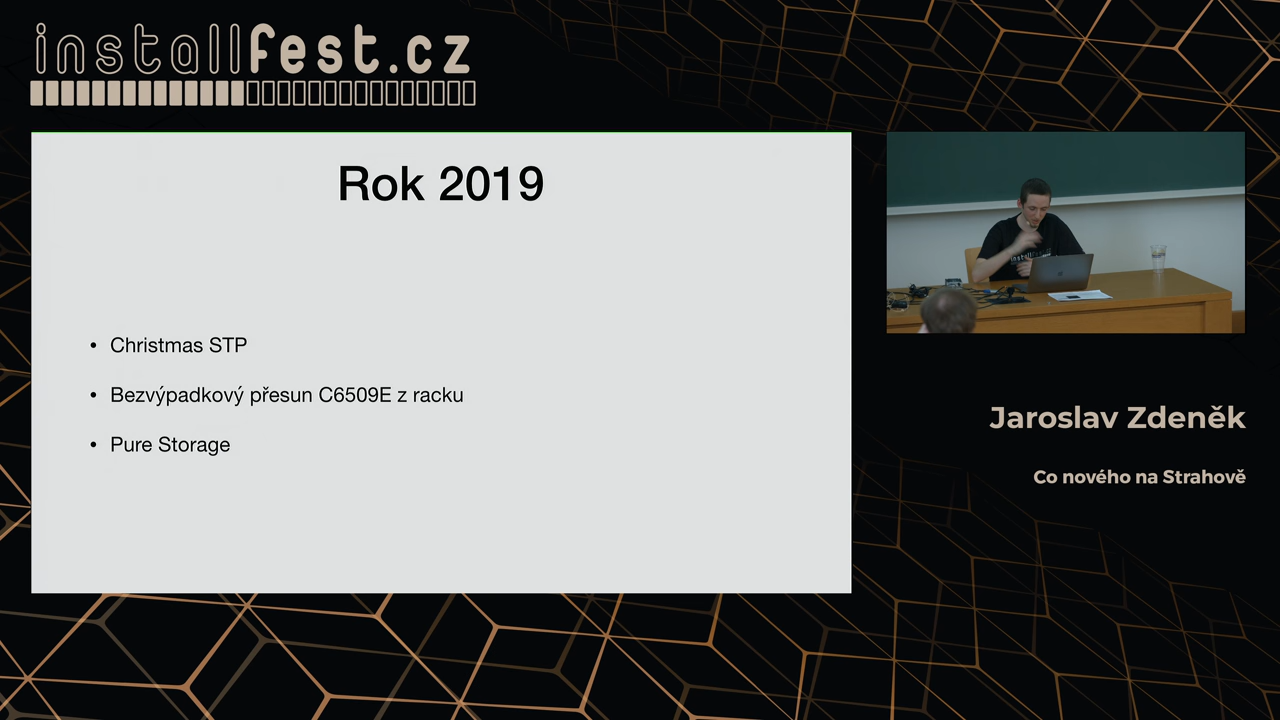 installfest.cz
Rok 2019
• Christmas STP
• Bezvýpadkový přesun C6509E z racku
• Pure Storage
Jaroslav Zdeněk
Co nového na Strahově